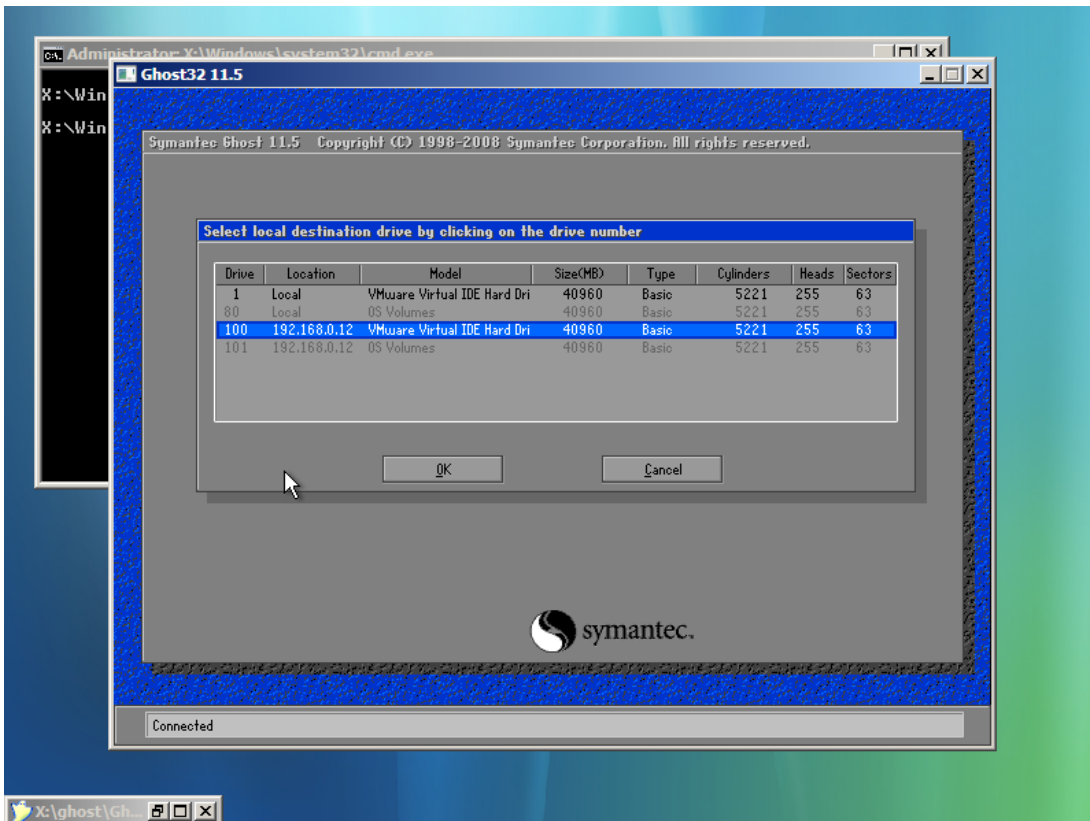 Administrator: X:\Windows\system32\cmd.exe
Ghost32 11.5
X:\Win
X:\Win
Symantec Ghost 11.5 Copyright (C) 1998-2008 Symantec Corporation. All rights reserved.
Select local destination drive by clicking on the drive number
Drive Location Model Size(MB) Type Cylinders Heads Sectors
1 Local VMware Virtual IDE Hard Dri 40960 Basic 5221 255 63
80 Local OS Volumes 40960 Basic 5221 255 63
100 192.168.0.12 VMware Virtual IDE Hard Dri 40960 Basic 5221 255 63
101 192.168.0.12 OS Volumes 40960 Basic 5221 255 63
OK Cancel
symantec.
Connected
X:\ghost\Gh...